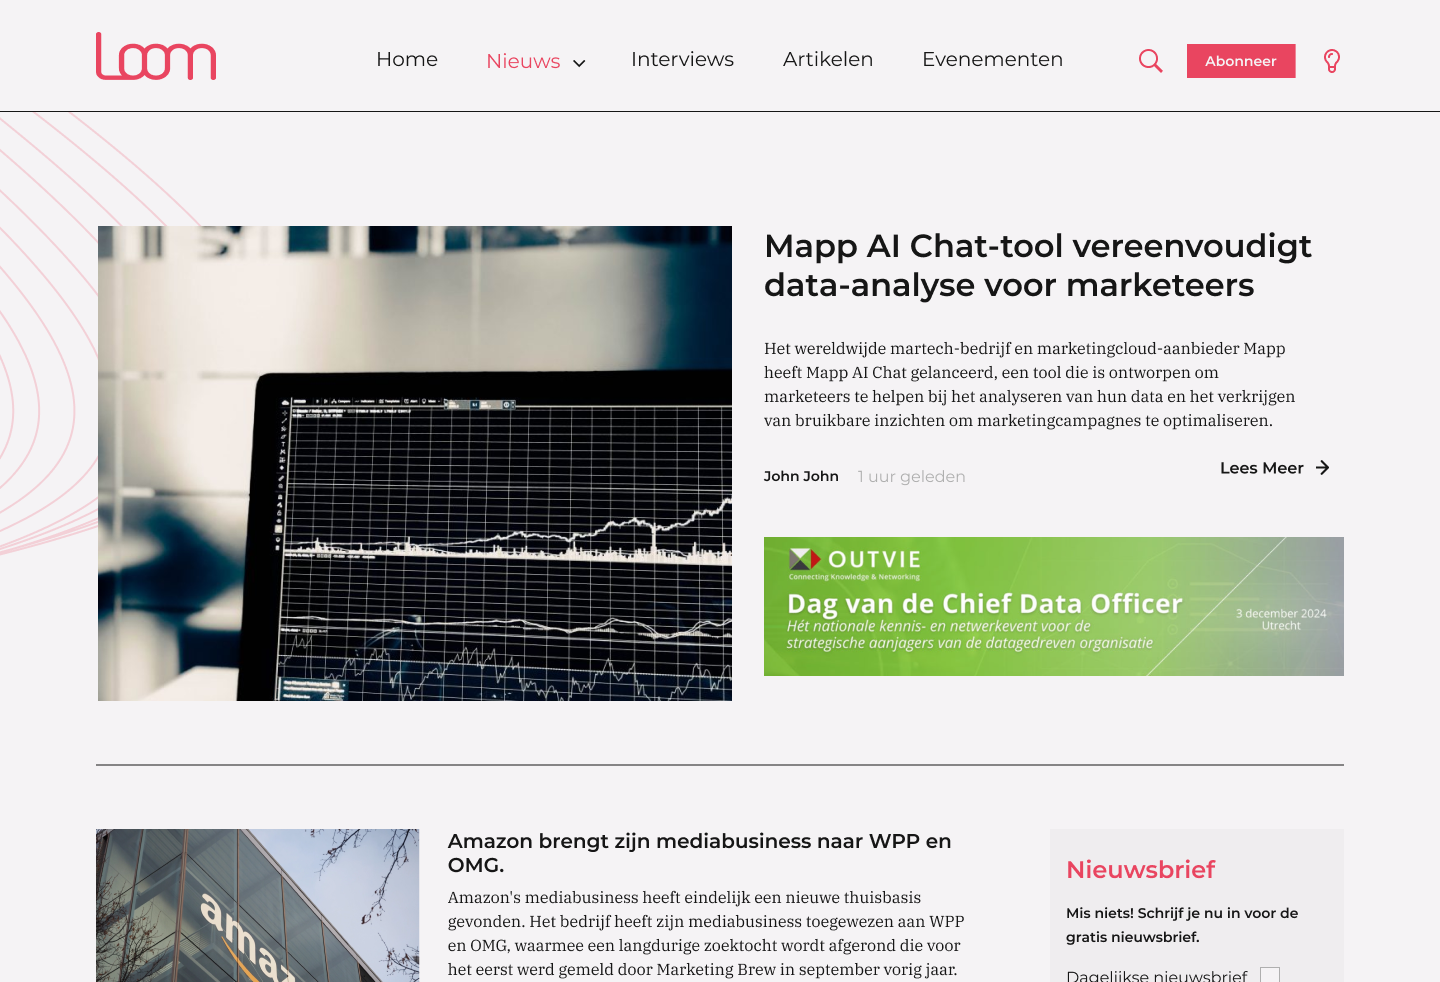 Loom
Home Nieuws Interviews Artikelen Evenementen Abonneer
Mapp AI Chat-tool vereenvoudigt
data-analyse voor marketeers
Het wereldwijde martech-bedrijf en marketingcloud-aanbieder Mapp
heeft Mapp AI Chat gelanceerd, een tool die is ontworpen om
marketeers te helpen bij het analyseren van hun data en het verkrijgen
van bruikbare inzichten om marketingcampagnes te optimaliseren.
John John 1 uur geleden
Lees Meer
OUTVIE
Connecting Knowledge & Networking
Dag van de Chief Data Officer
Hét nationale kennis- en netwerkevent voor de
strategische aanjagers van de datagedreven organisatie
3 december 2024
Utrecht
amaz
Amazon brengt zijn mediabusiness naar WPP en
OMG.
Amazon's mediabusiness heeft eindelijk een nieuwe thuisbasis
gevonden. Het bedrijf heeft zijn mediabusiness toegewezen aan WPP
en OMG, waarmee een langdurige zoektocht wordt afgerond die voor
het eerst werd gemeld door Marketing Brew in september vorig jaar.
Nieuwsbrief
Mis niets! Schrijf je nu in voor de
gratis nieuwsbrief.
Dagelijkse nieuwsbrief